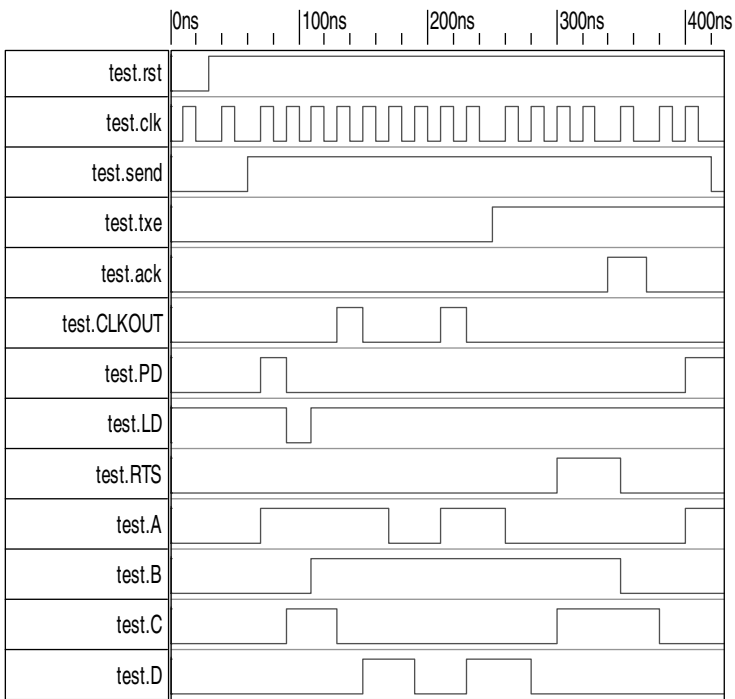 0ns 100ns 200ns 300ns 400ns
test.rst
test.clk
test.send
test.txe
test.ack
test.CLKOUT
test.PD
test.LD
test.RTS
test.A
test.B
test.C
test.D